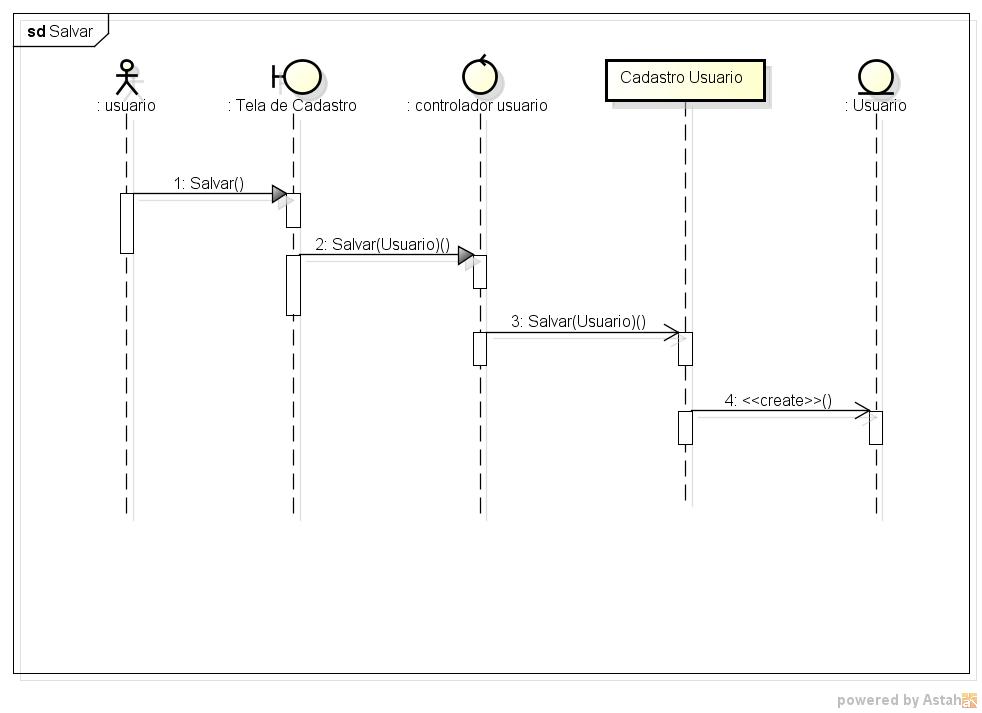 sd Salvar
: usuario
: Tela de Cadastro
: controlador usuario
Cadastro Usuario
: Usuario
1: Salvar()
2: Salvar(Usuario)()
3: Salvar(Usuario)()
4: <<create>>()
powered by Astah